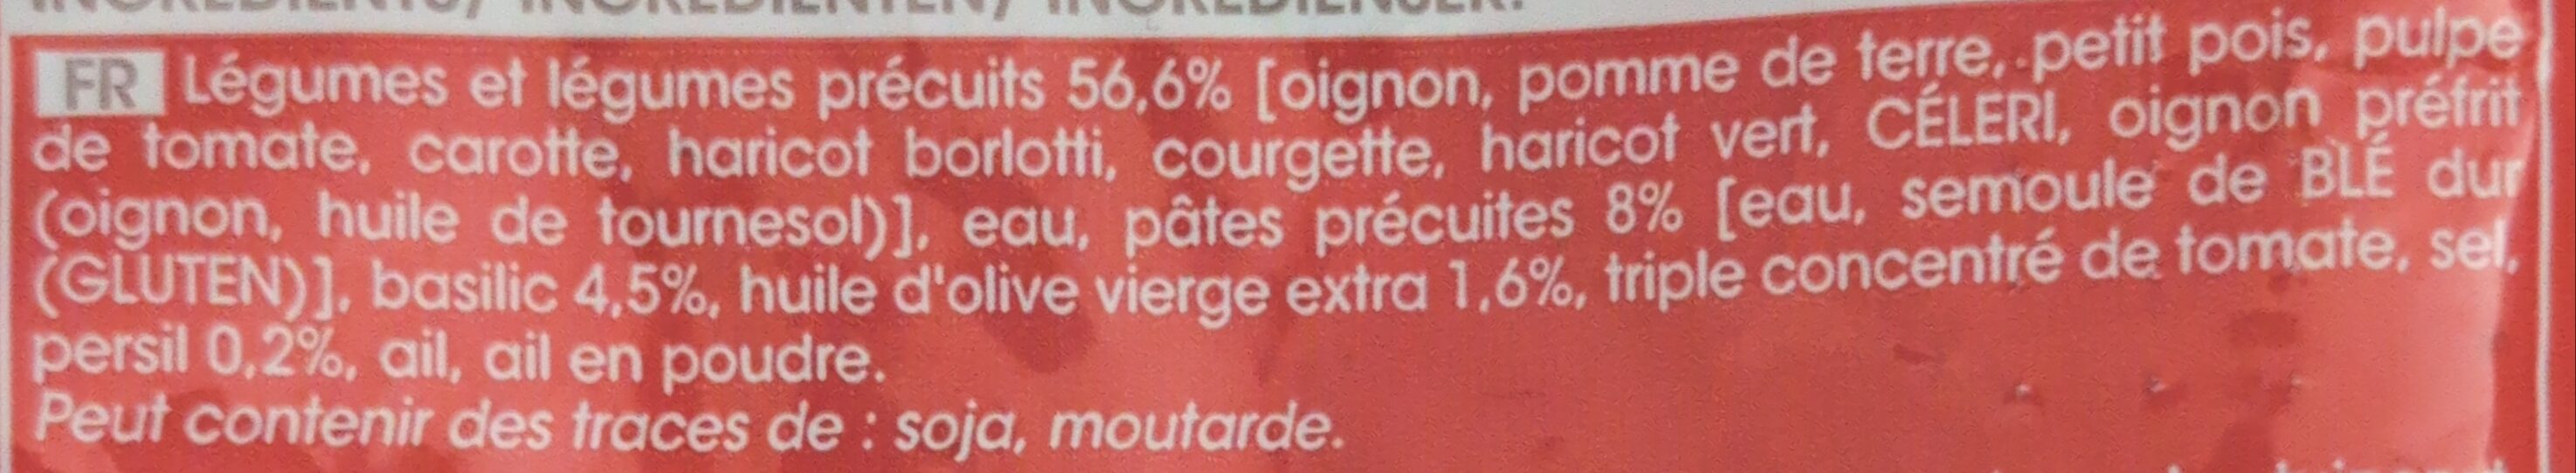 INGRÉDIENTS/ INGREDIËNTEN/ INGREDIENSER:
FR Légumes et légumes précuits 56,6% [oignon, pomme de terre, petit pois, pulpe
de tomate, carotte, haricot borlotti, courgette, haricot vert, CÉLERI, oignon préfrit
(oignon, huile de tournesol)], eau, pâtes précuites 8% [eau, semoule de BLÉ dur
(GLUTEN)], basilic 4,5%, huile d'olive vierge extra 1,6%, triple concentré de tomate, sel,
persil 0,2%, ail, ail en poudre.
Peut contenir des traces de : soja, moutarde.